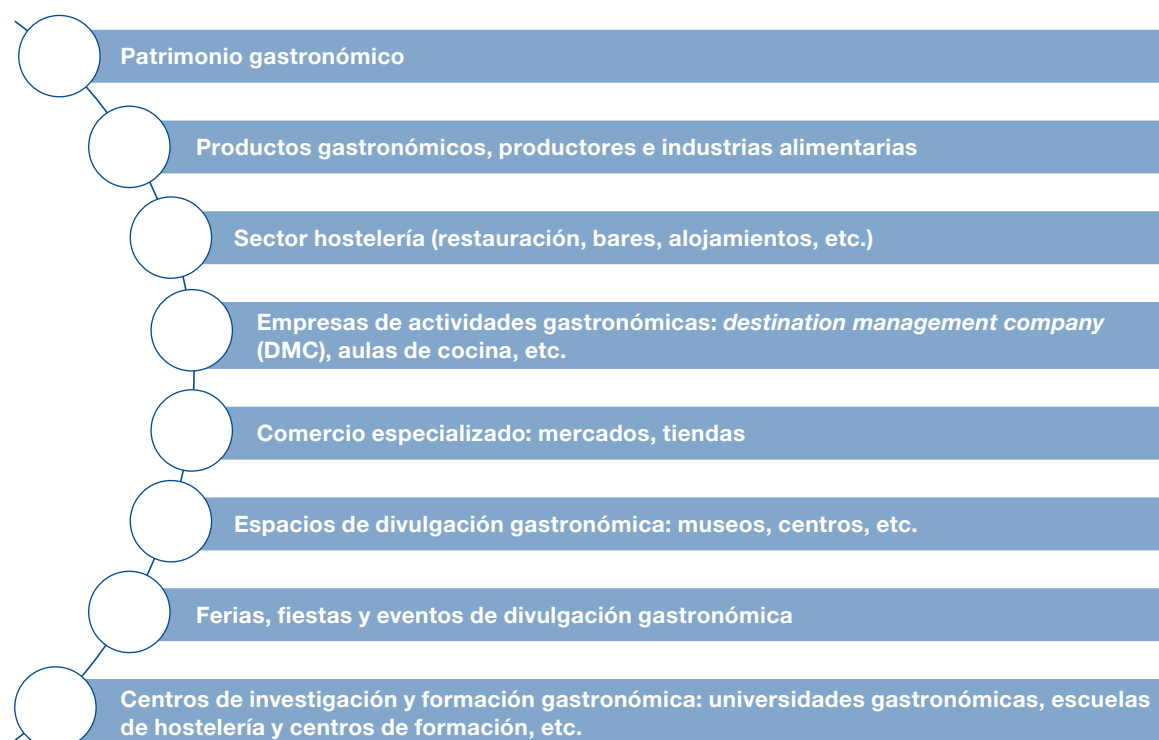 Patrimonio gastronómico
Productos gastronómicos, productores e industrias alimentarias
Sector hostelería (restauración, bares, alojamientos, etc.)
Empresas de actividades gastronómicas: destination management company
(DMC), aulas de cocina, etc.
Comercio especializado: mercados, tiendas
Espacios de divulgación gastronómica: museos, centros, etc.
Ferias, fiestas y eventos de divulgación gastronómica
Centros de investigación y formación gastronómica: universidades gastronómicas, escuelas
de hostelería y centros de formación, etc.